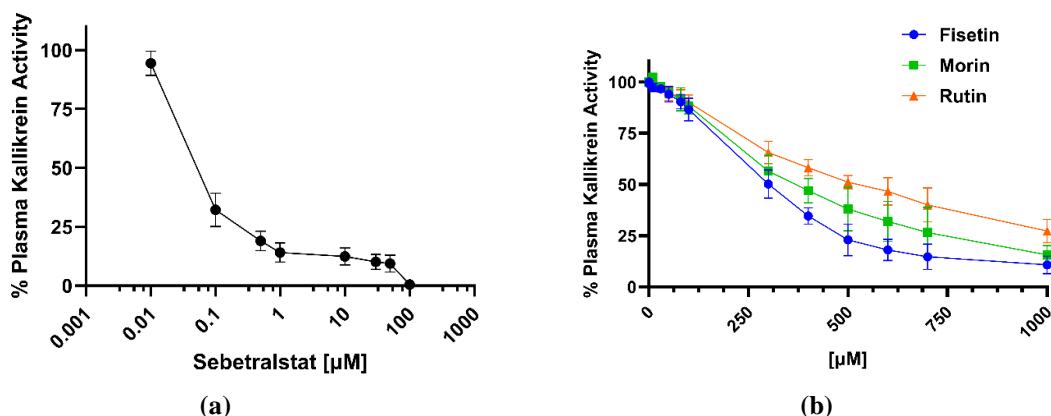 % Plasma Kallikrein Activity
100
75
50
25
0
0.001
0.01
0.1
1
10
100
1000
Sebetralstat [µM]
(a)
% Plasma Kallikrein Activity
100
75
50
25
0
0
250
500
750
1000
[µM]
Fisetin
Morin
Rutin
(b)